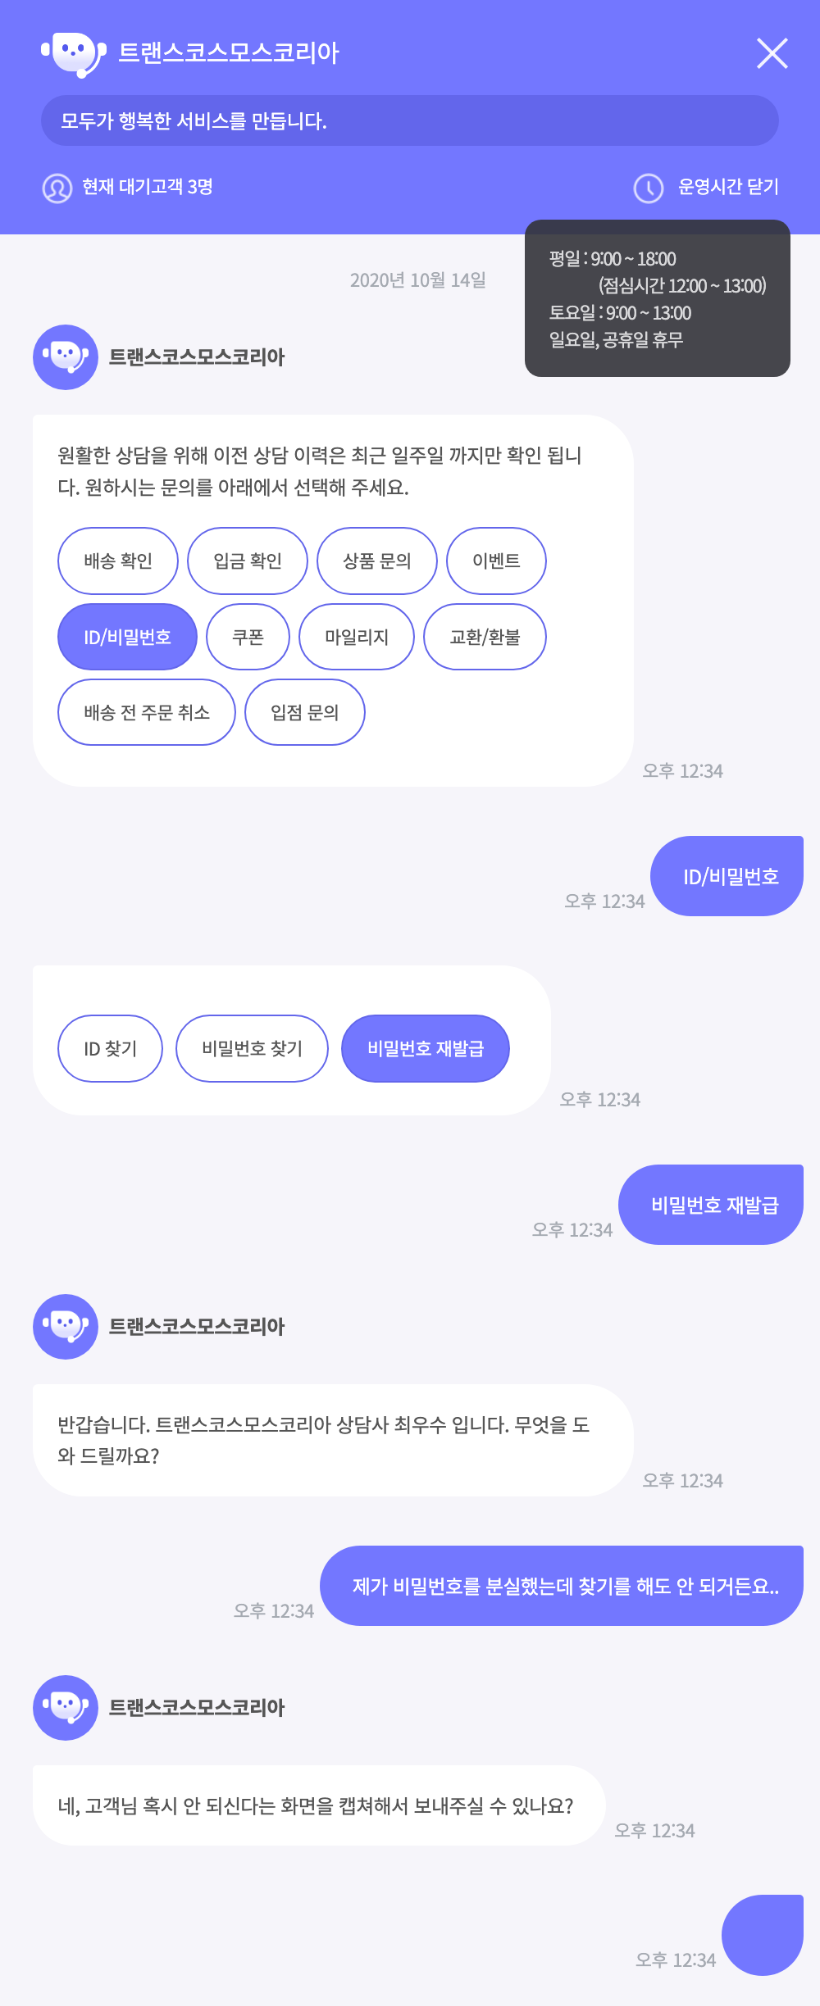 트랜스코스모스코리아
모두가 행복한 서비스를 만듭니다.
현재 대기고객 3명
운영시간 닫기
평일 : 9:00 ~ 18:00
(점심시간 12:00 ~ 13:00)
토요일 : 9:00 ~ 13:00
일요일, 공휴일 휴무
2020년 10월 14일
트랜스코스모스코리아
원활한 상담을 위해 이전 상담 이력은 최근 일주일 까지만 확인 됩니
다. 원하시는 문의를 아래에서 선택해 주세요.
배송 확인 입금 확인 상품 문의 이벤트
ID/비밀번호 쿠폰 마일리지 교환/환불
배송 전 주문 취소 입점 문의
오후 12:34
ID/비밀번호
오후 12:34
ID 찾기 비밀번호 찾기 비밀번호 재발급
오후 12:34
비밀번호 재발급
오후 12:34
트랜스코스모스코리아
반갑습니다. 트랜스코스모스코리아 상담사 최우수 입니다. 무엇을 도
와 드릴까요?
오후 12:34
제가 비밀번호를 분실했는데 찾기를 해도 안 되거든요..
오후 12:34
트랜스코스모스코리아
네, 고객님 혹시 안 되신다는 화면을 캡쳐해서 보내주실 수 있나요?
오후 12:34
오후 12:34